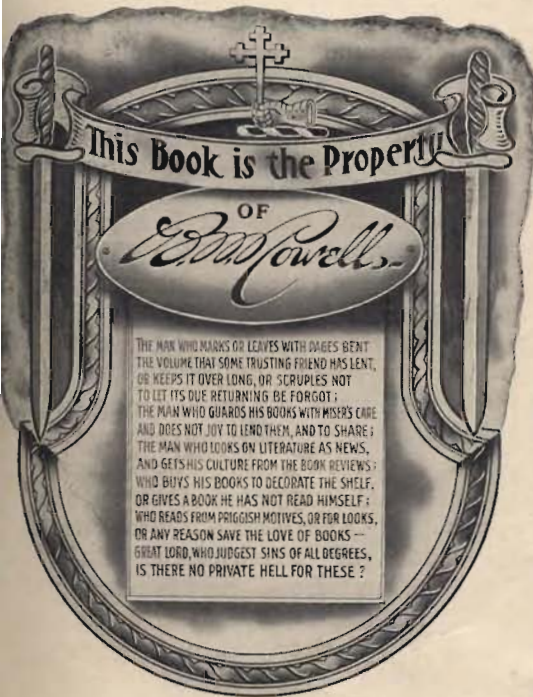 This Book is the Property
OF
B.M. Cowells
THE MAN WHO MARKS OR LEAVES WITH PAGES BENT
THE VOLUME THAT SOME TRUSTING FRIEND HAS LENT,
OR KEEPS IT OVER LONG, OR SCRUPLES NOT
TO LET ITS DUE RETURNING BE FORGOT;
THE MAN WHO GUARDS HIS BOOKS WITH MISER'S CARE
AND DOES NOT JOY TO LEND THEM, AND TO SHARE;
THE MAN WHO LOOKS ON LITERATURE AS NEWS,
AND GETS HIS CULTURE FROM THE BOOK REVIEWS;
WHO BUYS HIS BOOKS TO DECORATE THE SHELF,
OR GIVES A BOOK HE HAS NOT READ HIMSELF;
WHO READS FROM PRIGGISH MOTIVES, OR FOR LOOKS,
OR ANY REASON SAVE THE LOVE OF BOOKS —
GREAT LORD, WHO JUDGEST SINS OF ALL DEGREES,
IS THERE NO PRIVATE HELL FOR THESE?